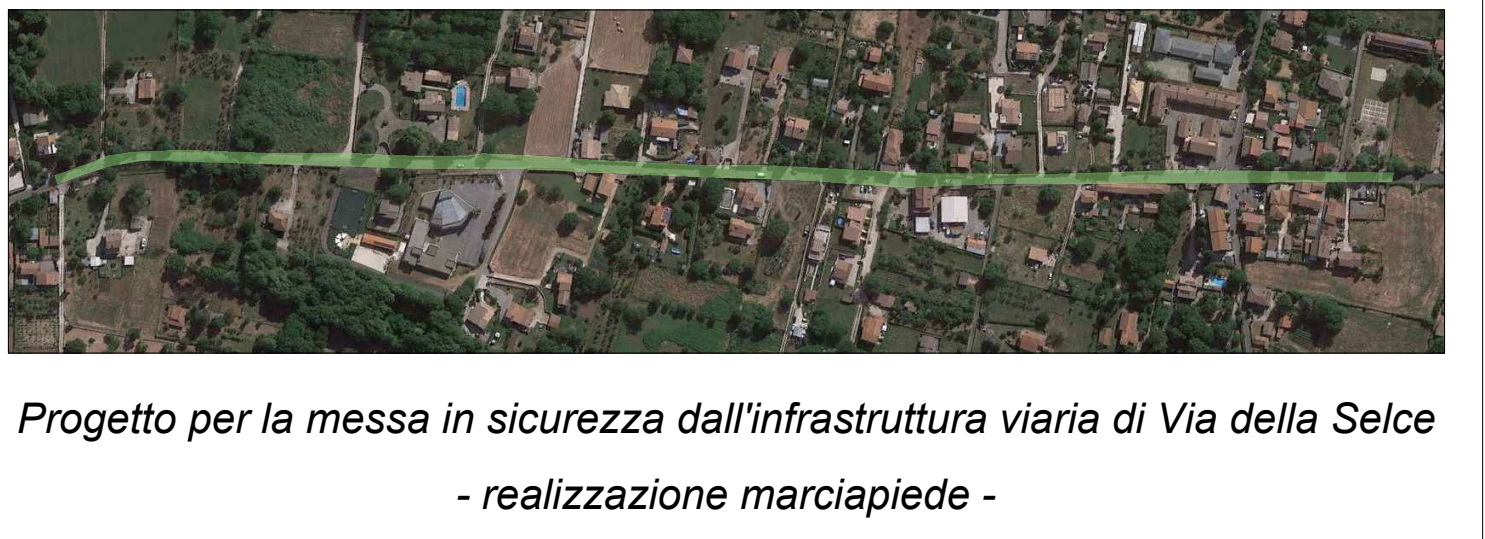 Progetto per la messa in sicurezza dall'infrastruttura viaria di Via della Selce
- realizzazione marciapiede -